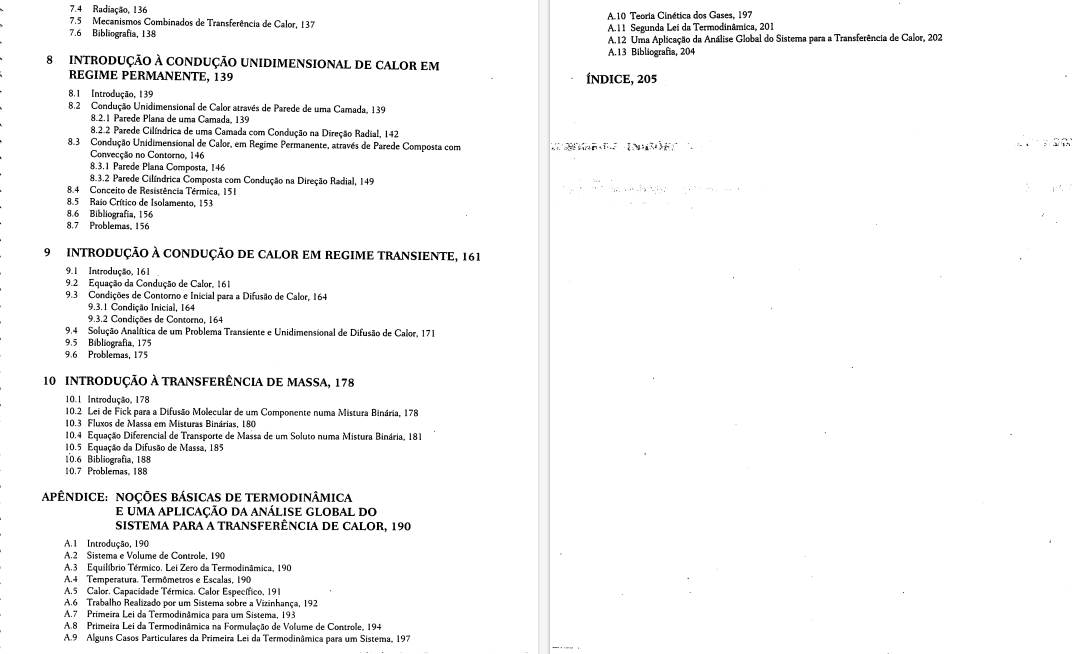 7.4 Radiação, 136
7.5 Mecanismos Combinados de Transferência de Calor, 137
7.6 Bibliografia, 138
8 INTRODUÇÃO À CONDUÇÃO UNIDIMENSIONAL DE CALOR EM
REGIME PERMANENTE, 139
8.1 Introdução, 139
8.2 Condução Unidimensional de Calor através de Parede de uma Camada, 139
8.2.1 Parede Plana de uma Camada, 139
8.2.2 Parede Cilíndrica de uma Camada com Condução na Direção Radial, 142
8.3 Condução Unidimensional de Calor, em Regime Permanente, através de Parede Composta com
Convecção no Contorno, 146
8.3.1 Parede Plana Composta, 146
8.3.2 Parede Cilíndrica Composta com Condução na Direção Radial, 149
8.4 Conceito de Resistência Térmica, 151
8.5 Raio Crítico de Isolamento, 153
8.6 Bibliografia, 156
8.7 Problemas, 156
9 INTRODUÇÃO À CONDUÇÃO DE CALOR EM REGIME TRANSIENTE, 161
9.1 Introdução, 161
9.2 Equação da Condução de Calor, 161
9.3 Condições de Contorno e Inicial para a Difusão de Calor, 164
9.3.1 Condição Inicial, 164
9.3.2 Condições de Contorno, 164
9.4 Solução Analítica de um Problema Transiente e Unidimensional de Difusão de Calor, 171
9.5 Bibliografia, 175
9.6 Problemas, 175
10 INTRODUÇÃO À TRANSFERÊNCIA DE MASSA, 178
10.1 Introdução, 178
10.2 Lei de Fick para a Difusão Molecular de um Componente numa Mistura Binária, 178
10.3 Fluxos de Massa em Misturas Binárias, 180
10.4 Equação Diferencial de Transporte de Massa de um Soluto numa Mistura Binária, 181
10.5 Equação da Difusão de Massa, 185
10.6 Bibliografia, 188
10.7 Problemas, 188
APÊNDICE: NOÇÕES BÁSICAS DE TERMODINÂMICA
E UMA APLICAÇÃO DA ANÁLISE GLOBAL DO
SISTEMA PARA A TRANSFERÊNCIA DE CALOR, 190
A.1 Introdução, 190
A.2 Sistema e Volume de Controle, 190
A.3 Equilíbrio Térmico. Lei Zero da Termodinâmica, 190
A.4 Temperatura. Termômetros e Escalas, 190
A.5 Calor. Capacidade Térmica. Calor Específico, 191
A.6 Trabalho Realizado por um Sistema sobre a Vizinhança, 192
A.7 Primeira Lei da Termodinâmica para um Sistema, 193
A.8 Primeira Lei da Termodinâmica na Formulação de Volume de Controle, 194
A.9 Alguns Casos Particulares da Primeira Lei da Termodinâmica para um Sistema, 197
A.10 Teoria Cinética dos Gases, 197
A.11 Segunda Lei da Termodinâmica, 201
A.12 Uma Aplicação da Análise Global do Sistema para a Transferência de Calor, 202
A.13 Bibliografia, 204
ÍNDICE, 205